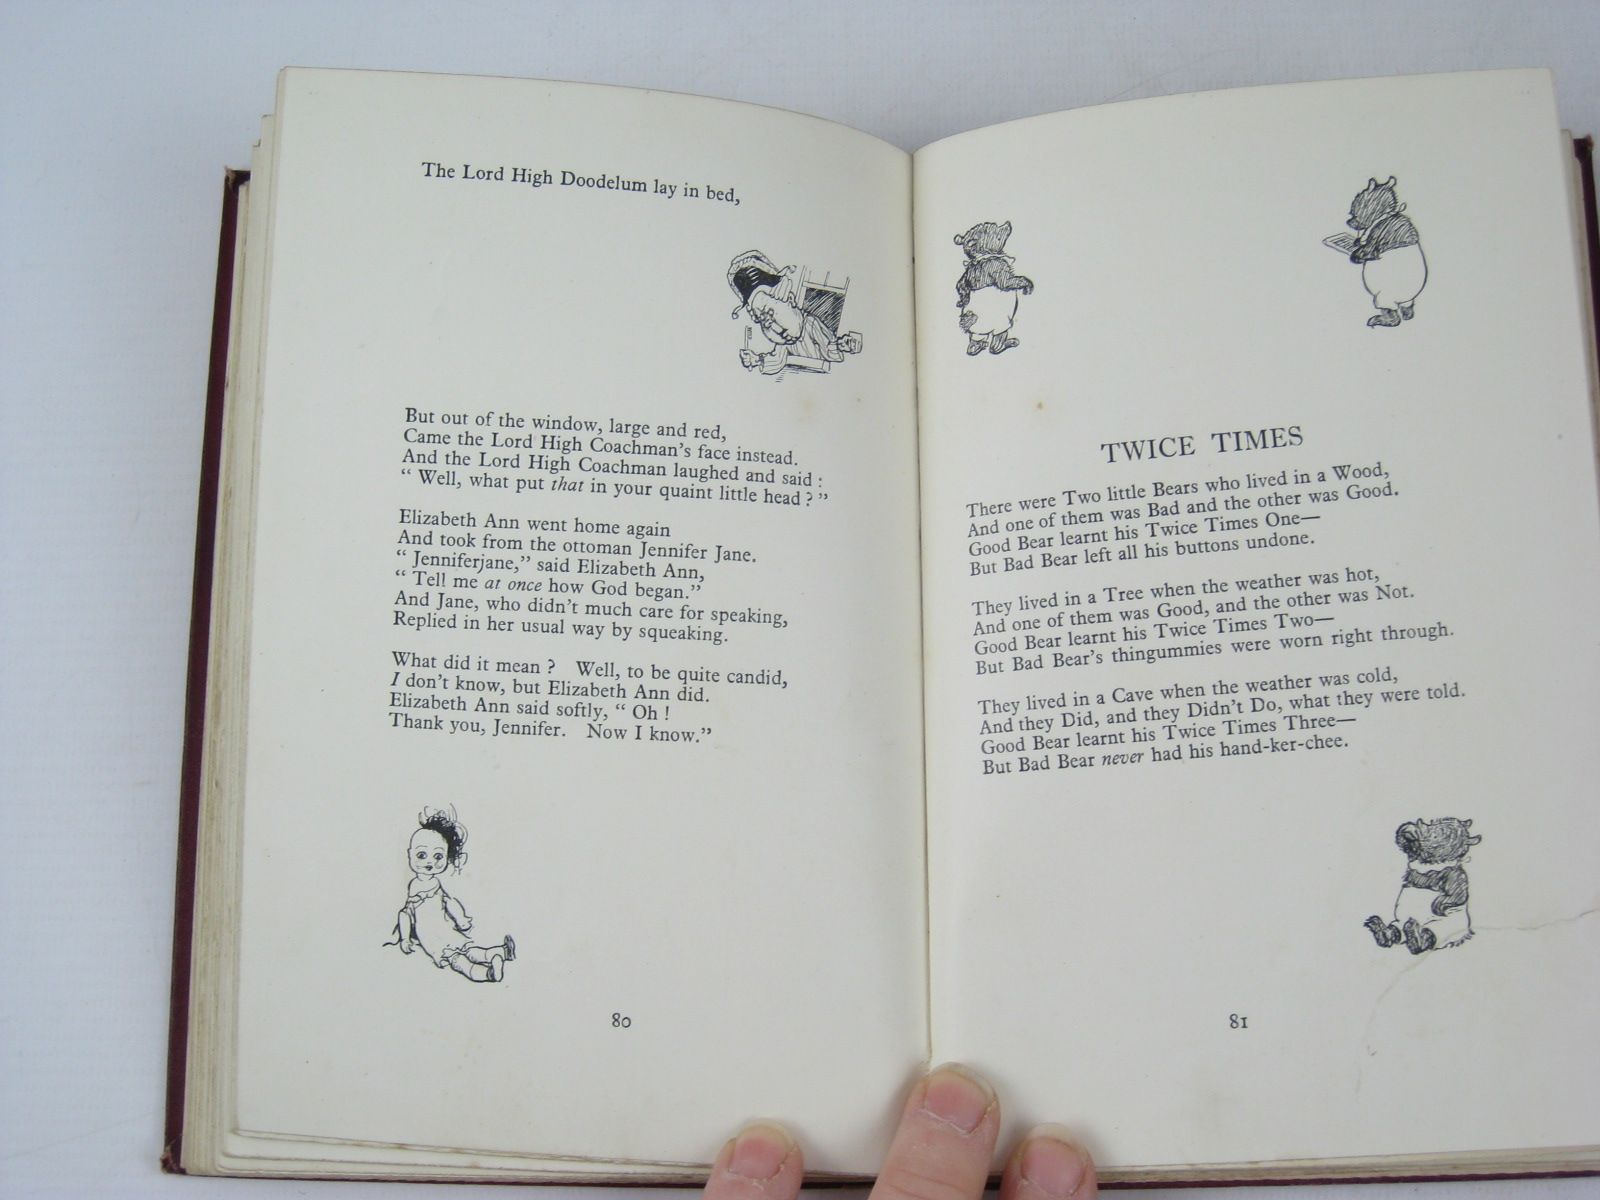 The Lord High Doodelum lay in bed,
But out of the window, large and red,
Came the Lord High Coachman's face instead.
And the Lord High Coachman laughed and said :
“ Well, what put that in your quaint little head ? ”
Elizabeth Ann went home again
And took from the ottoman Jennifer Jane.
“ Jenniferjane,” said Elizabeth Ann,
“ Tell me at once how God began.”
And Jane, who didn't much care for speaking,
Replied in her usual way by squeaking.
What did it mean ? Well, to be quite candid,
I don't know, but Elizabeth Ann did.
Elizabeth Ann said softly, “ Oh !
Thank you, Jennifer. Now I know.”
80
TWICE TIMES
There were Two little Bears who lived in a Wood,
And one of them was Bad and the other was Good.
Good Bear learnt his Twice Times One—
But Bad Bear left all his buttons undone.
They lived in a Tree when the weather was hot,
And one of them was Good, and the other was Not.
Good Bear learnt his Twice Times Two—
But Bad Bear's thingummies were worn right through.
They lived in a Cave when the weather was cold,
And they Did, and they Didn't Do, what they were told.
Good Bear learnt his Twice Times Three—
But Bad Bear never had his hand-ker-chee.
81